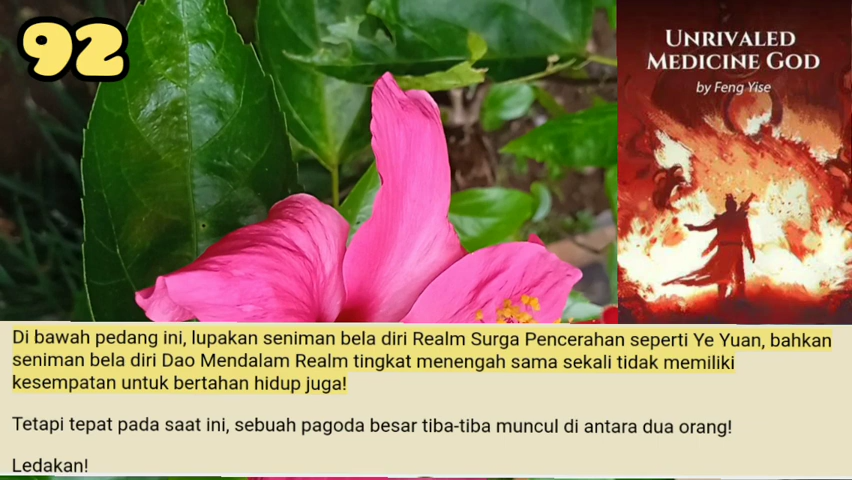 92
UNRIVALED
MEDICINE GOD
by Feng Yise
Di bawah pedang ini, lupakan seniman bela diri Realm Surga Pencerahan seperti Ye Yuan, bahkan
seniman bela diri Dao Mendalam Realm tingkat menengah sama sekali tidak memiliki
kesempatan untuk bertahan hidup juga!
Tetapi tepat pada saat ini, sebuah pagoda besar tiba-tiba muncul di antara dua orang!
Ledakan!